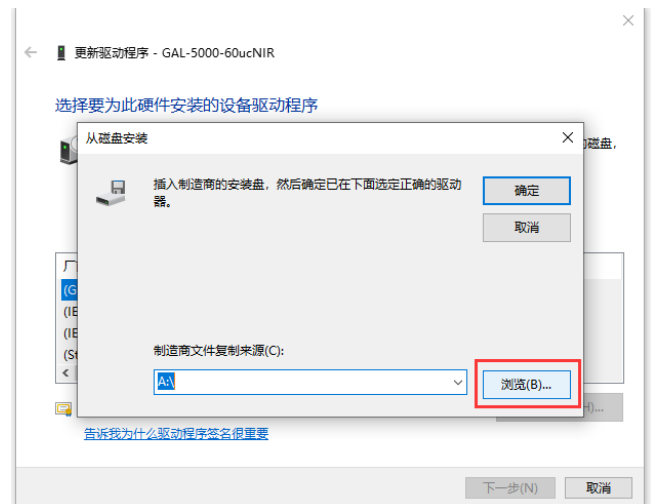 更新驱动程序 - GAL-5000-60ucNIR
选择要为此硬件安装的设备驱动程序
从磁盘安装
磁盘,
插入制造商的安装盘，然后确定已在下面选定正确的驱动
器。
确定
取消
厂
(G
(IE
(IE
(St
制造商文件复制来源(C):
A:\
浏览(B)...
H)...
告诉我为什么驱动程序签名很重要
下一步(N)
取消